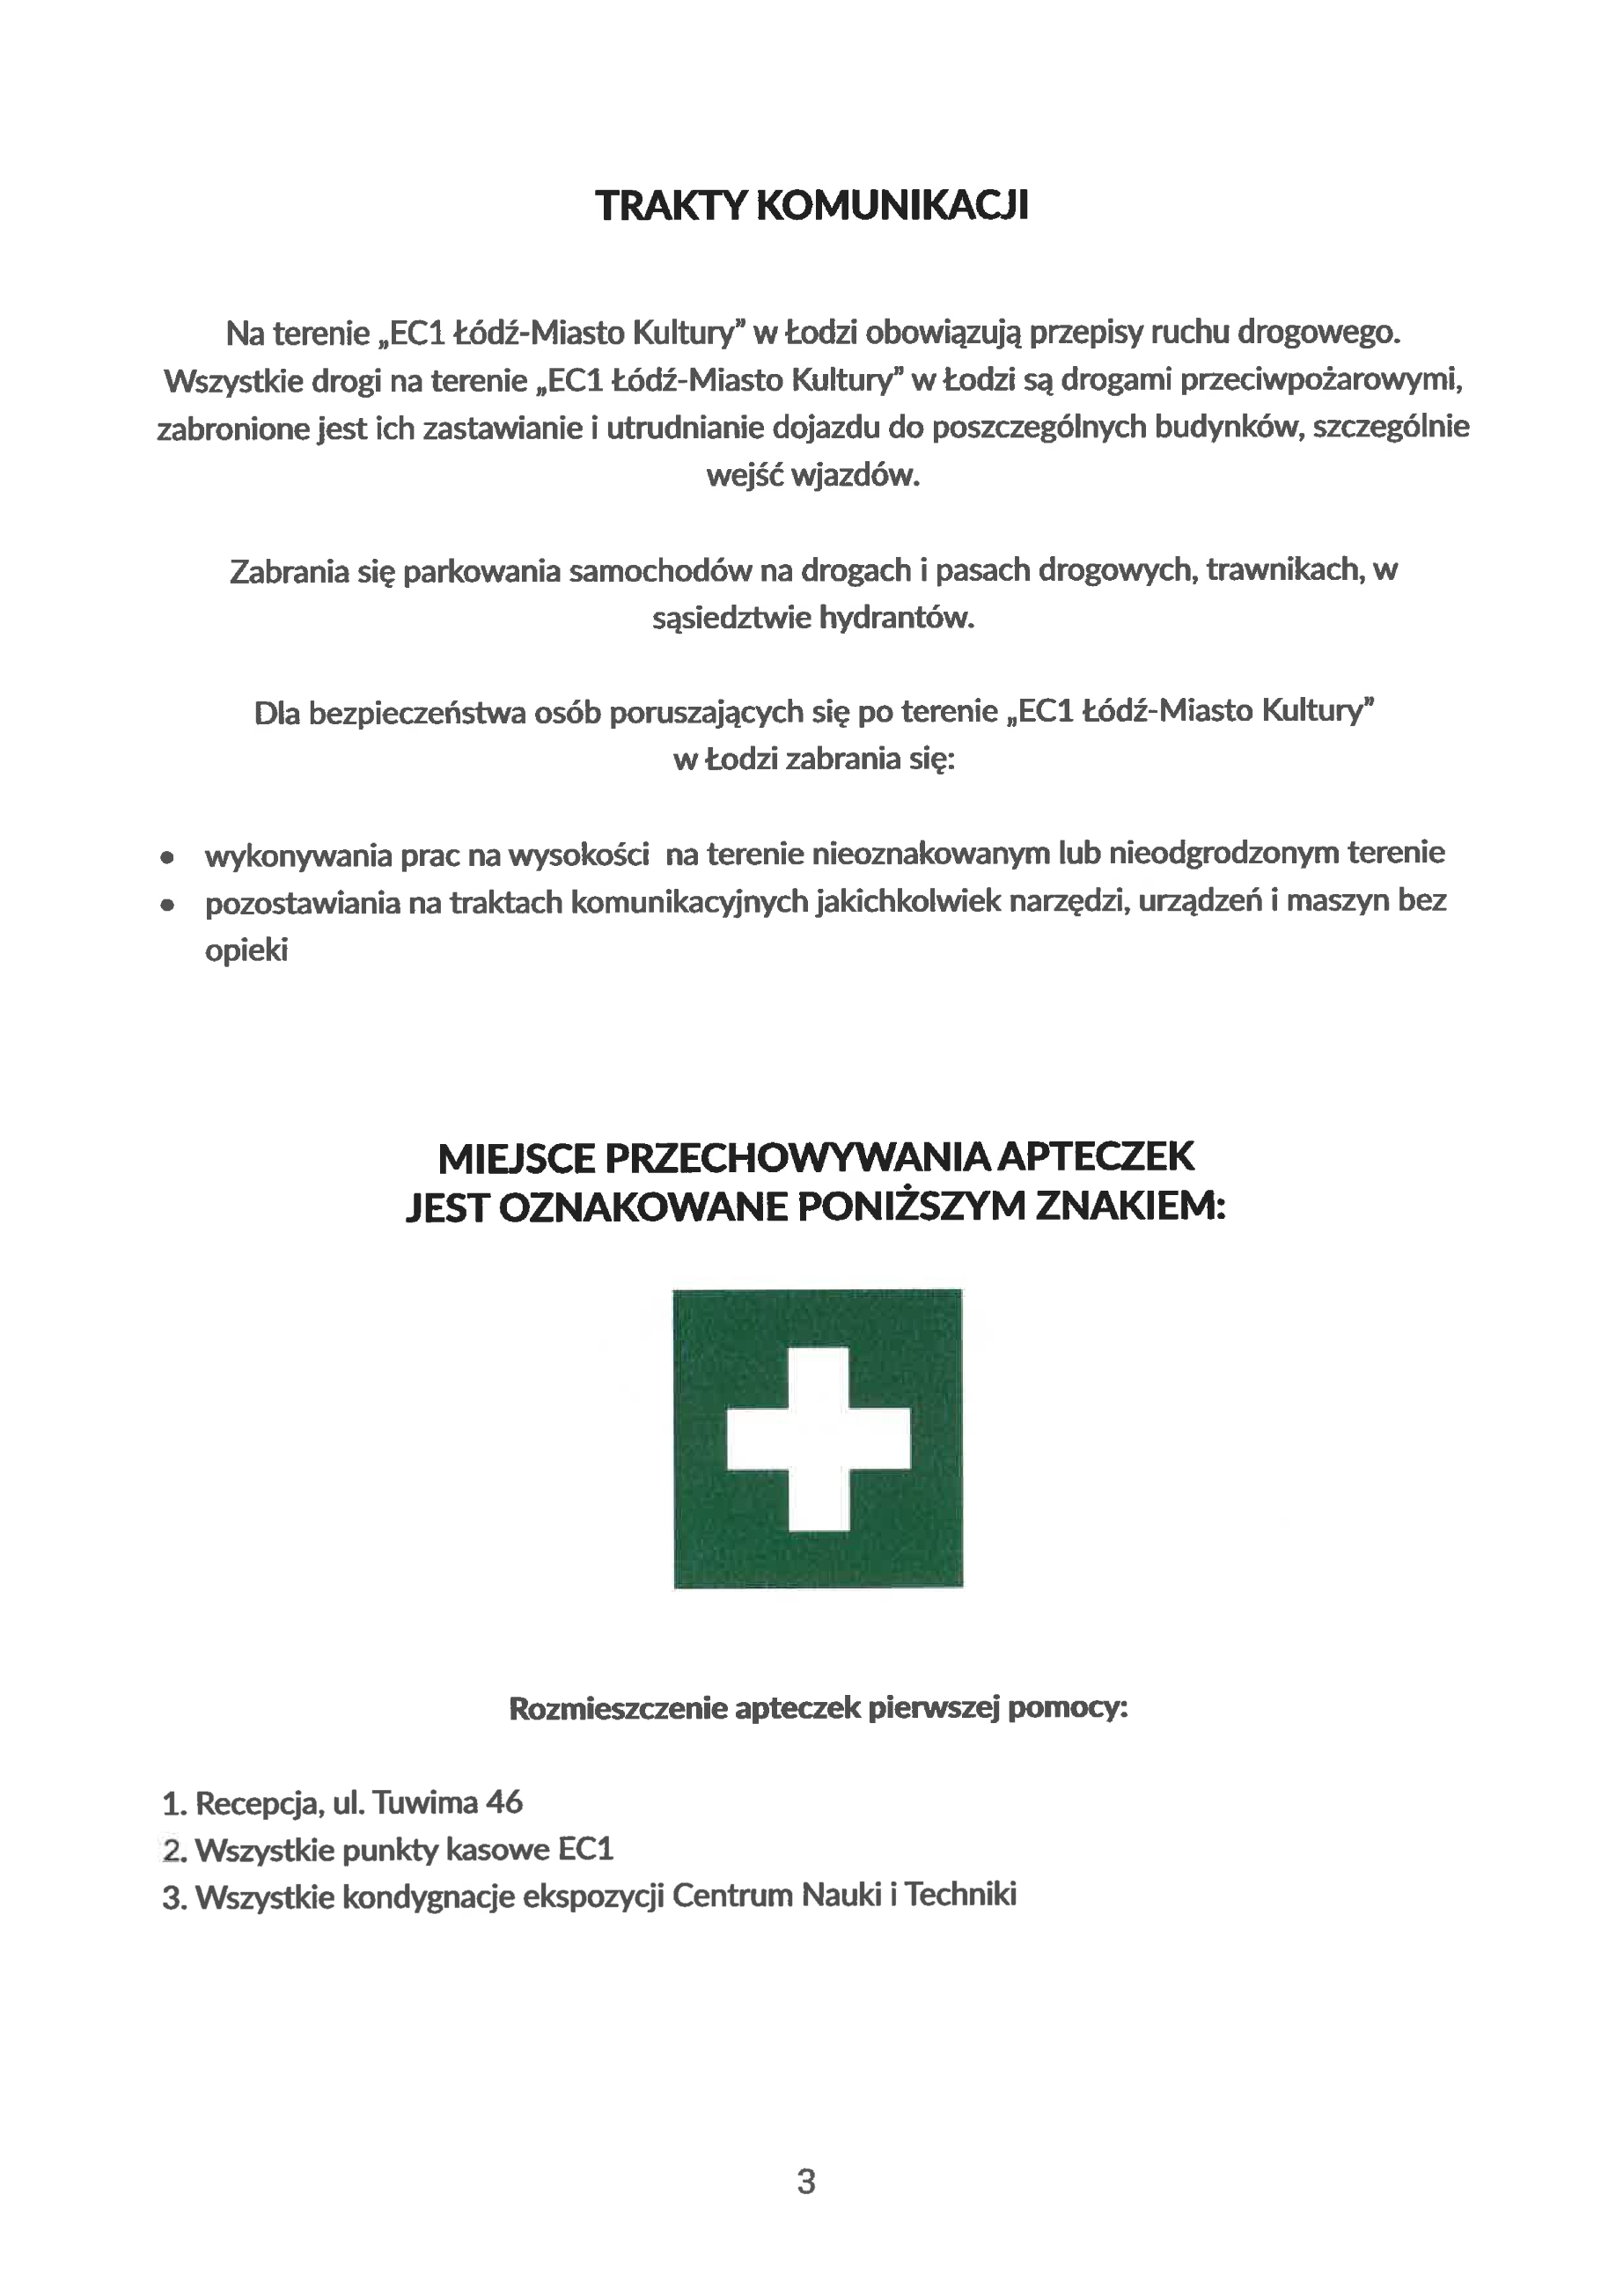 TRAKTY KOMUNIKACJI
Na terenie „EC1 Łódź-Miasto Kultury” w Łodzi obowiązują przepisy ruchu drogowego.
Wszystkie drogi na terenie „EC1 Łódź-Miasto Kultury” w Łodzi są drogami przeciwpożarowymi,
zabronione jest ich zastawianie i utrudnianie dojazdu do poszczególnych budynków, szczególnie
wejść wjazdów.
Zabrania się parkowania samochodów na drogach i pasach drogowych, trawnikach, w
sąsiedztwie hydrantów.
Dla bezpieczeństwa osób poruszających się po terenie „EC1 Łódź-Miasto Kultury”
w Łodzi zabrania się:
• wykonywania prac na wysokości na terenie nieoznakowanym lub nieodgrodzonym terenie
• pozostawiania na traktach komunikacyjnych jakichkolwiek narzędzi, urządzeń i maszyn bez
opieki
MIEJSCE PRZECHOWYWANIA APTECZEK
JEST OZNAKOWANE PONIŻSZYM ZNAKIEM:
Rozmieszczenie apteczek pierwszej pomocy:
1. Recepcja, ul. Tuwima 46
2. Wszystkie punkty kasowe EC1
3. Wszystkie kondygnacje ekspozycji Centrum Nauki i Techniki
3